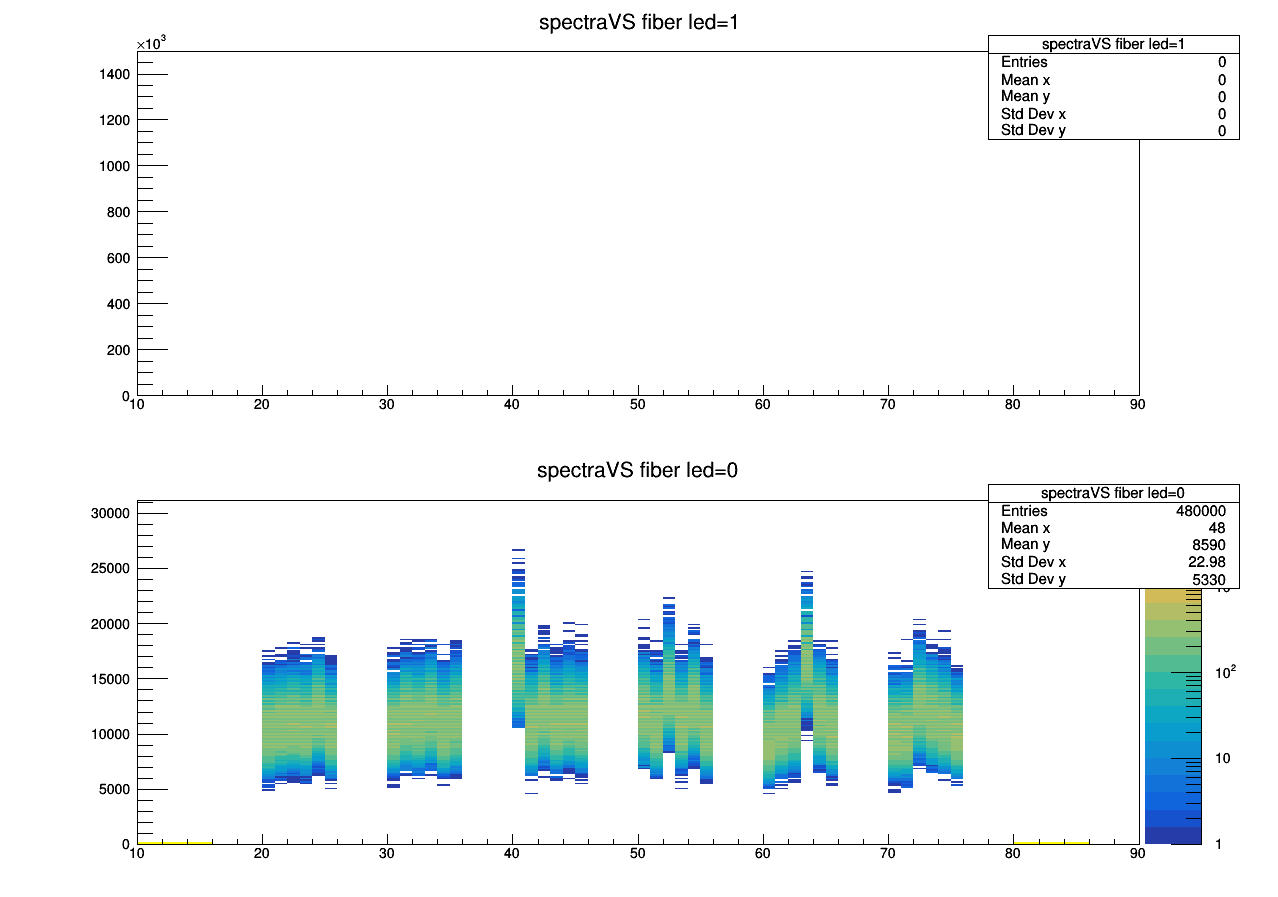 spectraVS fiber led=1
×10³
spectraVS fiber led=1
Entries 0
Mean x 0
Mean y 0
Std Dev x 0
Std Dev y 0
1400
1200
1000
800
600
400
200
0
10 20 30 40 50 60 70 80 90
spectraVS fiber led=0
spectraVS fiber led=0
Entries 480000
Mean x 48
Mean y 8590
Std Dev x 22.98
Std Dev y 5330
30000
25000
20000
15000
10000
5000
0
10 20 30 40 50 60 70 80 90
10²
10
1